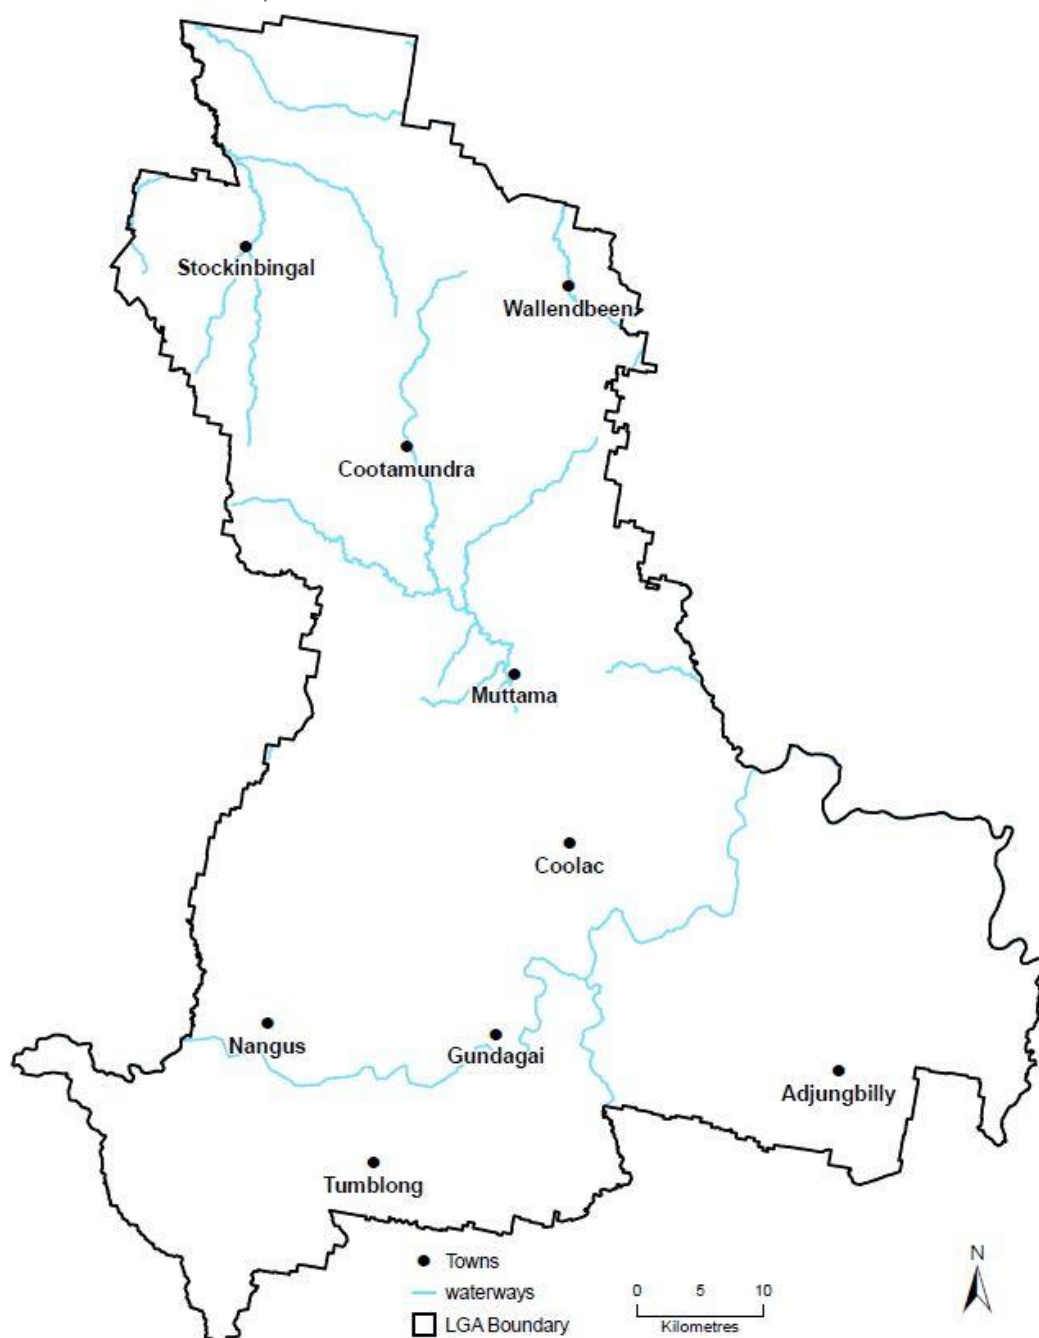 Stockinbingal
Wallendbeen
Cootamundra
Muttama
Coolac
Nangus
Gundagai
Adjungbilly
Tumblong
Towns
waterways
LGA Boundary
0 5 10
Kilometres
N